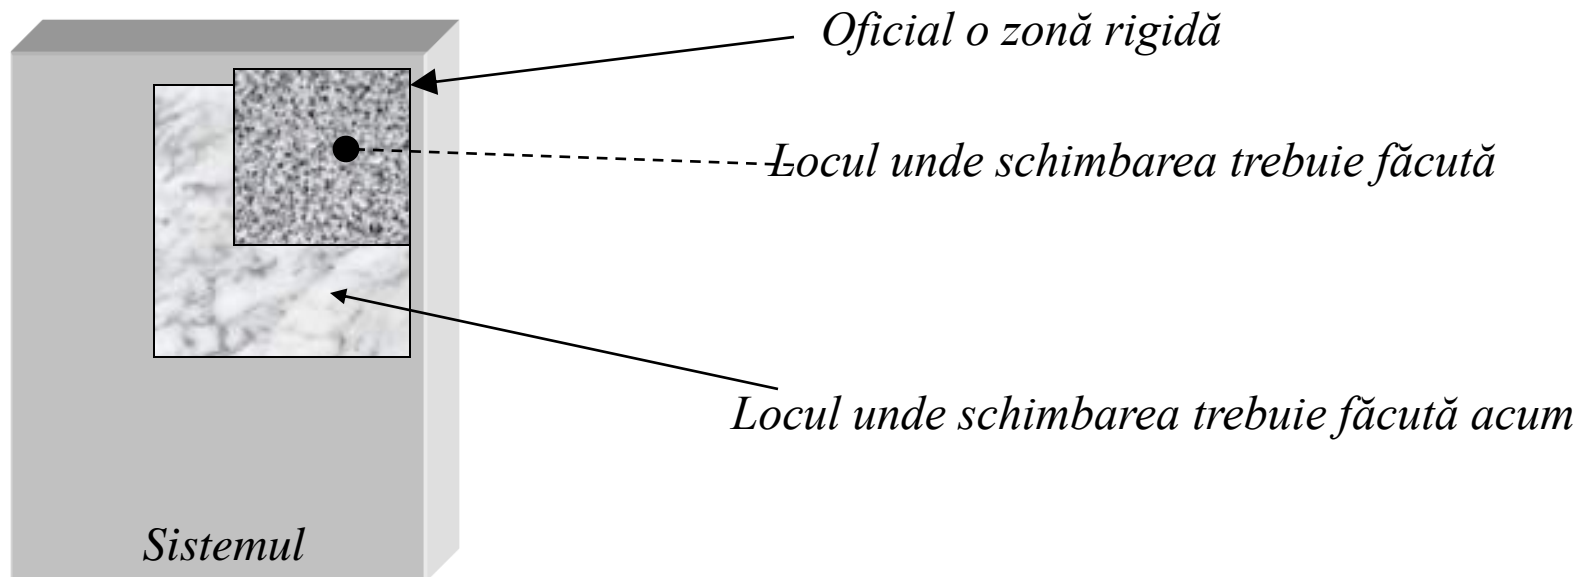 Oficial o zonă rigidă
Locul unde schimbarea trebuie făcută
Locul unde schimbarea trebuie făcută acum
Sistemul